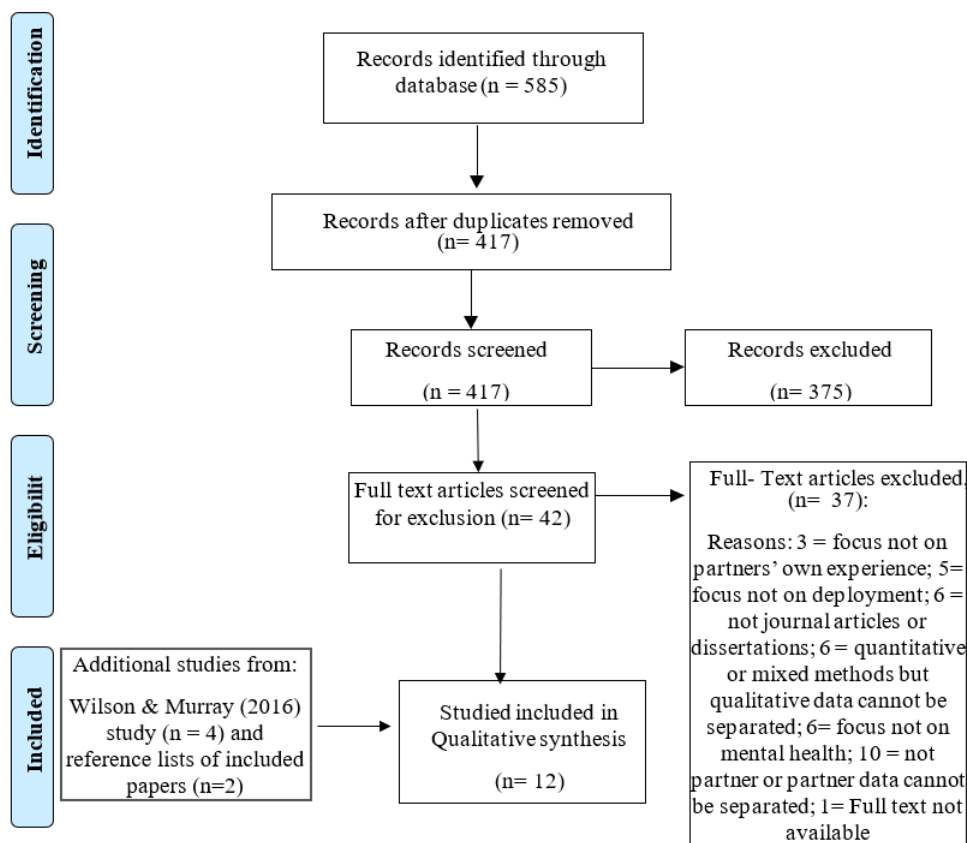 Identification
Records identified through
database (n = 585)
Records after duplicates removed
(n= 417)
Screening
Records screened
(n = 417)
Records excluded
(n= 375)
Eligibilit
Full text articles screened
for exclusion (n= 42)
Full- Text articles excluded,
(n= 37):
Reasons: 3 = focus not on
partners’ own experience; 5=
focus not on deployment; 6 =
not journal articles or
dissertations; 6 = quantitative
or mixed methods but
qualitative data cannot be
separated; 6= focus not on
mental health; 10 = not
partner or partner data cannot
be separated; 1= Full text not
available
Included
Additional studies from:
Wilson & Murray (2016)
study (n = 4) and
reference lists of included
papers (n=2)
Studied included in
Qualitative synthesis
(n= 12)